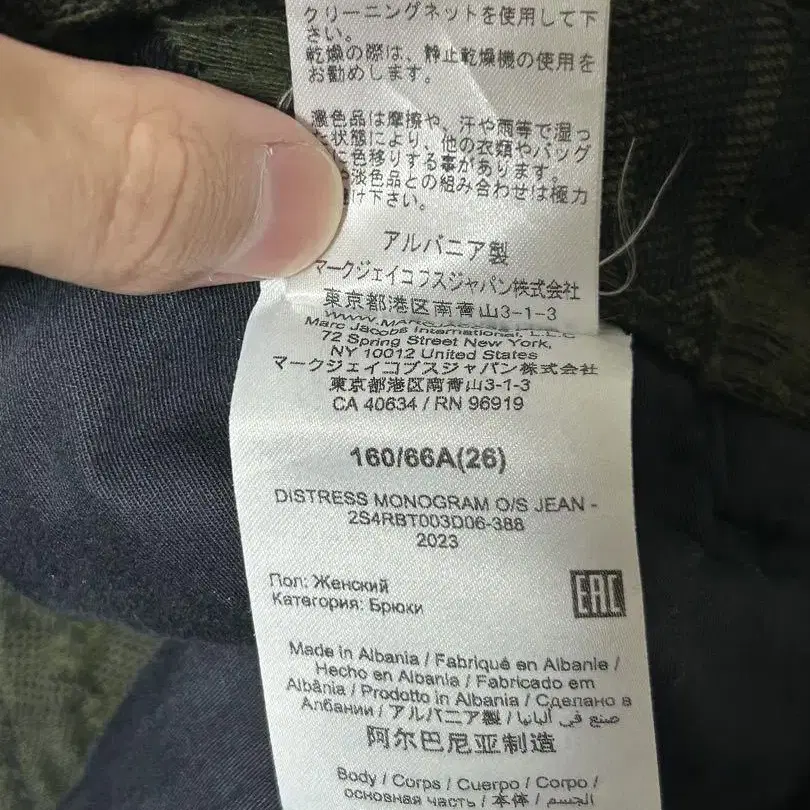 クリーニングネットを使用して下
さい。
乾燥の際は、静止乾燥機の使用を
お勧めします。
濃色品は摩擦や、汗や雨等で湿っ
状態により、他の衣類やバッグ
色移りする事があります。
淡色品との組み合わせは極力
け下さい。
アルバニア製
マークジェイコブスジャパン株式会社
東京都港区南青山3-1-3
Marc Jacobs International, L.L.C
72 Spring Street New York,
NY 10012 United States
マークジェイコブスジャパン株式会社
東京都港区南青山3-1-3
CA 40634 / RN 96919
160/66A(26)
DISTRESS MONOGRAM O/S JEAN -
2S4RBT003D06-388
2023
Пол: Женский
Категория: Брюки
EAC
Made in Albania / Fabriqué en Albanie /
Hecho en Albania / Fabricado em
Albânia / Prodotto in Albania / Сделано в
Албании / アルバニア製 / صنع في ألبانيا
阿尔巴尼亚制造
Body / Corps / Cuerpo / Corpo /
основная часть / 本体 / الجسم